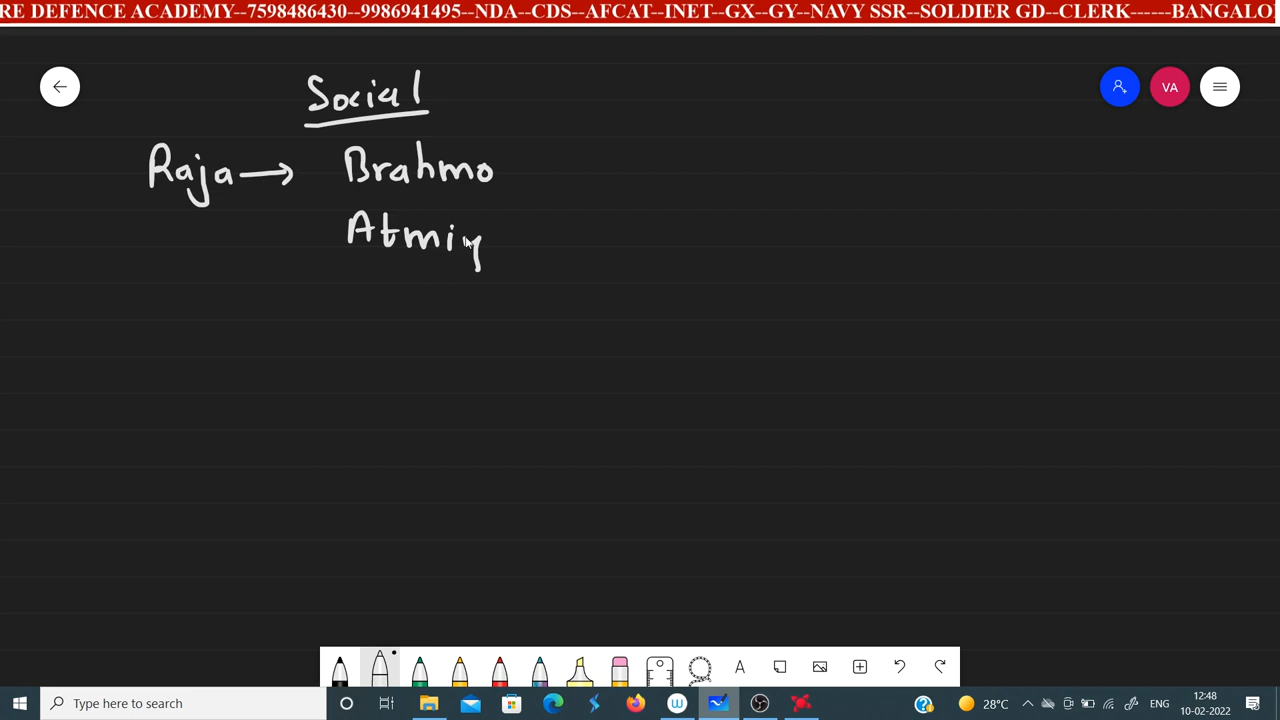 RE DEFENCE ACADEMY--7598486430--9986941495--NDA--CDS--AFCAT--INET--GX--GY--NAVY SSR--SOLDIER GD--CLERK------BANGALO
VA
Social
Raja → Brahmo
Atmiy
A
Type here to search
28°C
ENG
12:48
10-02-2022